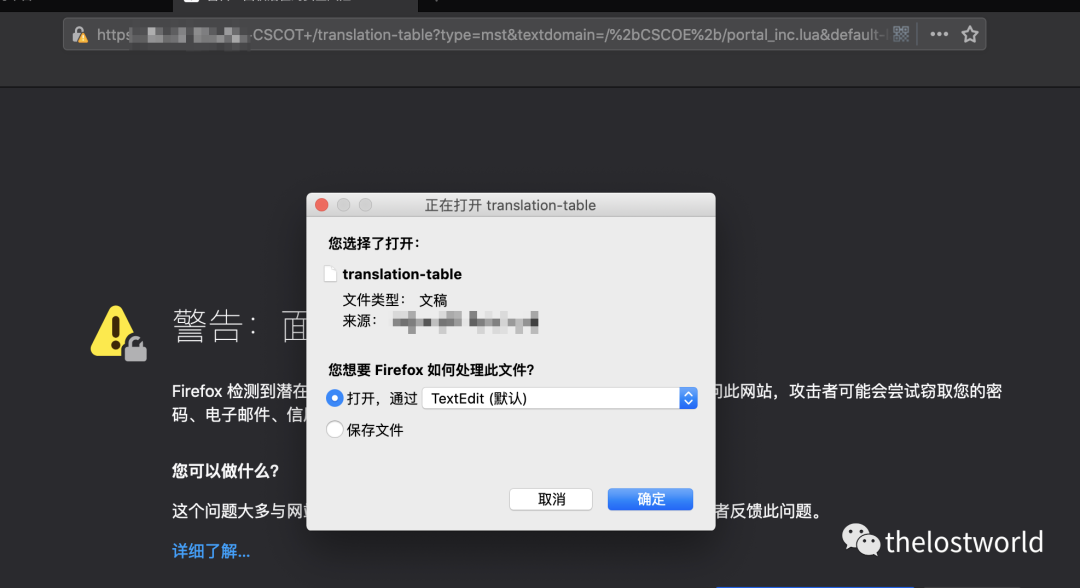 https
CSCOT+/translation-table?type=mst&textdomain=/%2bCSCOE%2b/portal_inc.lua&default-
正在打开 translation-table
您选择了打开：
translation-table
文件类型： 文稿
来源：
您想要 Firefox 如何处理此文件?
打开，通过 TextEdit (默认)
保存文件
取消 确定
警告：面
Firefox 检测到潜在
问此网站，攻击者可能会尝试窃取您的密
码、电子邮件、信
您可以做什么?
这个问题大多与网
者反馈此问题。
详细了解...
thelostworld